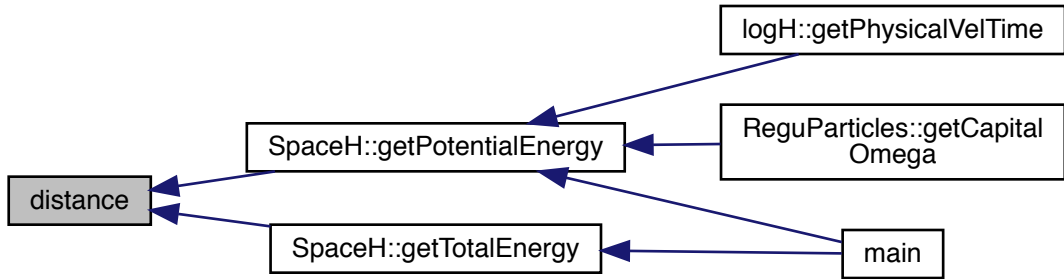 logH::getPhysicalVelTime
ReguParticles::getCapital
Omega
SpaceH::getPotentialEnergy
distance
SpaceH::getTotalEnergy
main